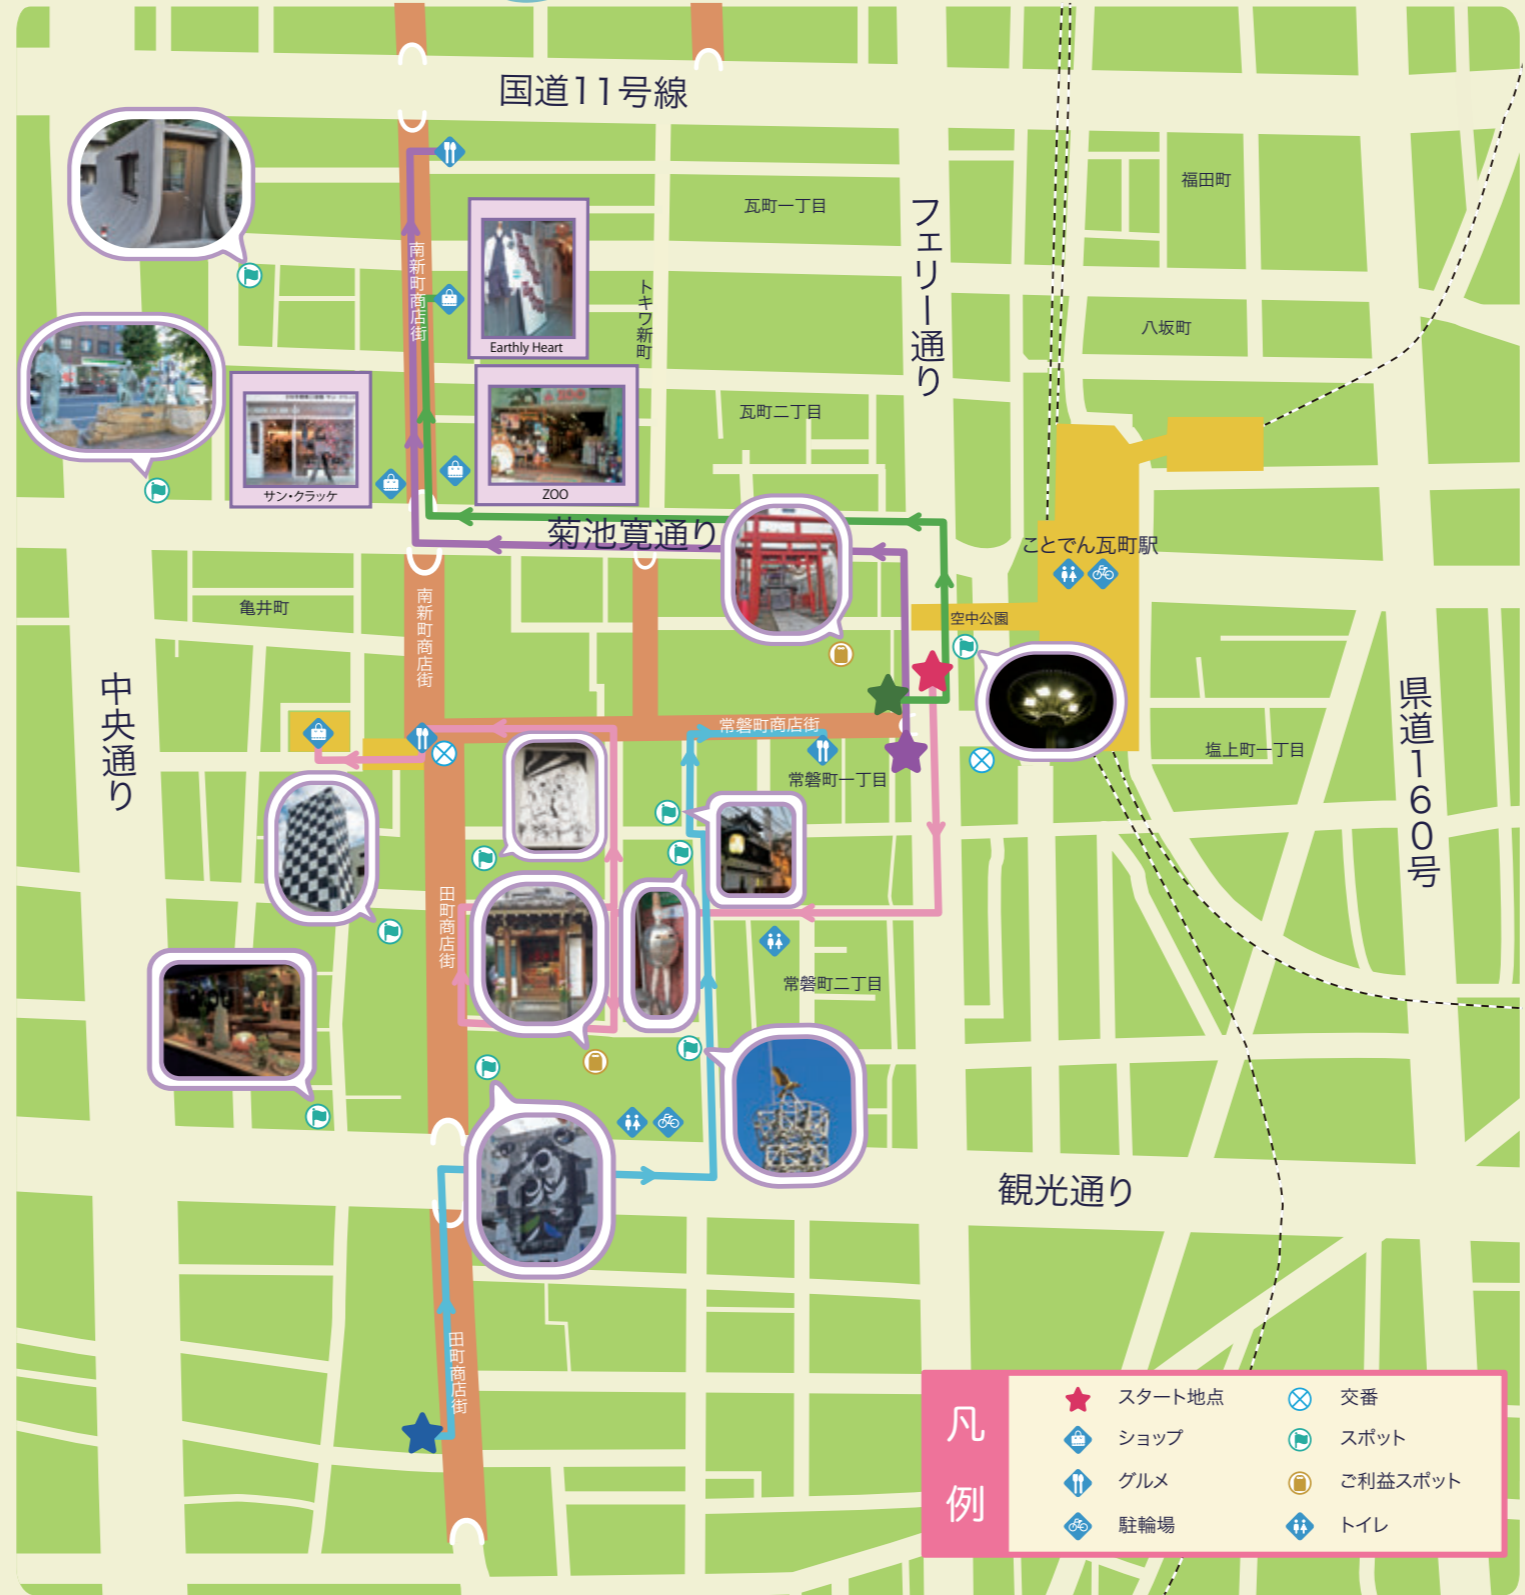 国道11号線
福田町
瓦町一丁目
フェリー通り
南新町商店街
トキワ新町
八坂町
Earthly Heart
瓦町二丁目
サン・クラッケ
ZOO
菊池寛通り
ことでん瓦町駅
亀井町
空中公園
南新町商店街
中央通り
県道160号
常磐町商店街
塩上町一丁目
常磐町一丁目
田町商店街
常磐町二丁目
観光通り
田町商店街
凡例
スタート地点
交番
ショップ
スポット
グルメ
ご利益スポット
駐輪場
トイレ